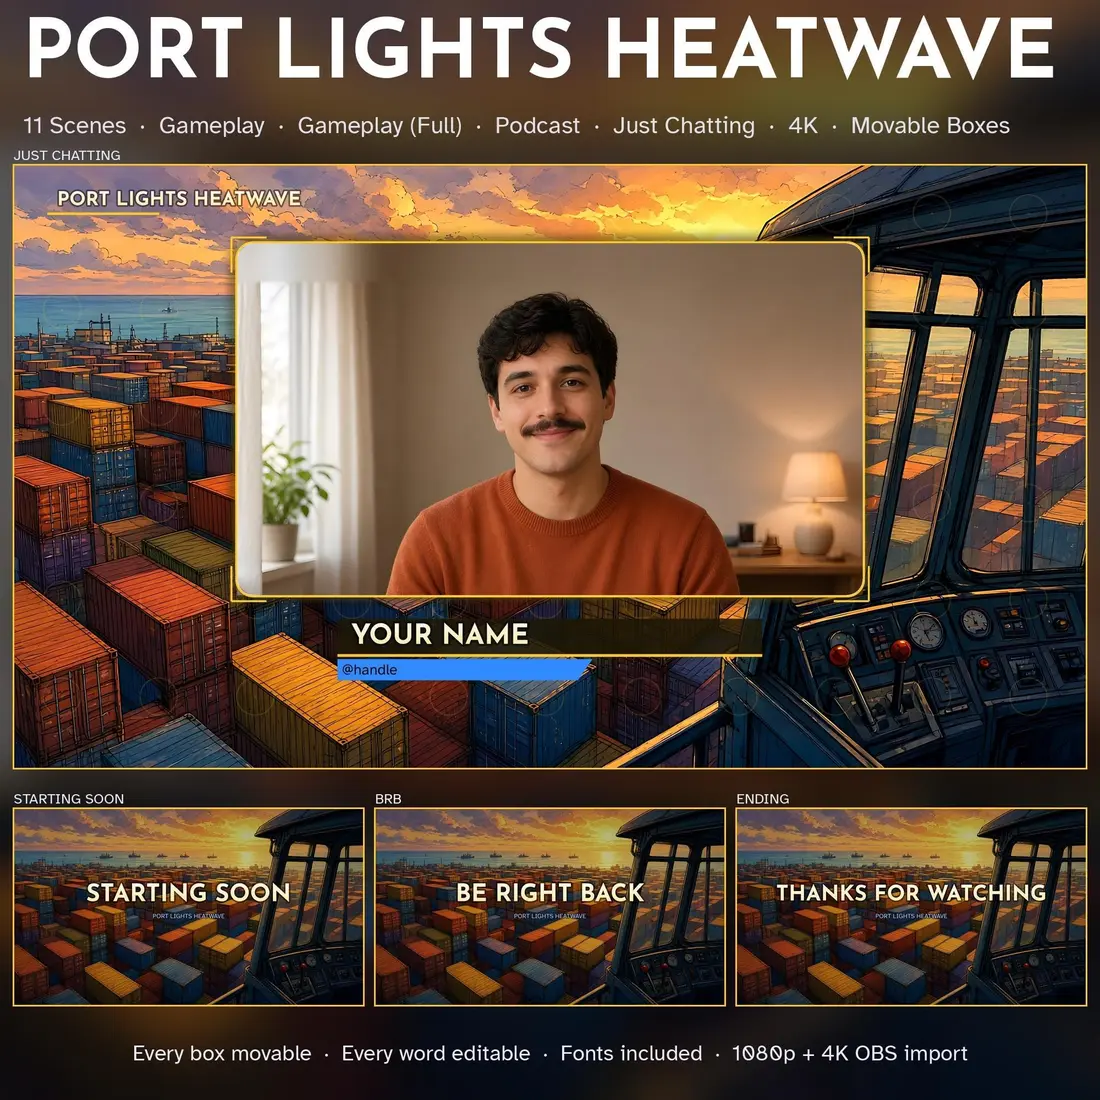 PORT LIGHTS HEATWAVE
11 Scenes · Gameplay · Gameplay (Full) · Podcast · Just Chatting · 4K · Movable Boxes
JUST CHATTING
PORT LIGHTS HEATWAVE
YOUR NAME
@handle
STARTING SOON
BRB
ENDING
STARTING SOON
PORT LIGHTS HEATWAVE
BE RIGHT BACK
PORT LIGHTS HEATWAVE
THANKS FOR WATCHING
PORT LIGHTS HEATWAVE
Every box movable · Every word editable · Fonts included · 1080p + 4K OBS import